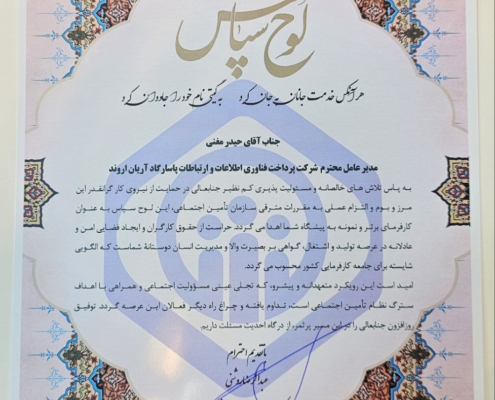 لوح سپاس
هر آنکس خدمت جانان به جان کرد به گیتی نام خود را جاودان کرد
جناب آقای حیدر مغنی
مدیر عامل محترم شرکت پرداخت فناوری اطلاعات و ارتباطات پاسارگاد آریان اروند
به پاس تلاش های خالصانه و مسئولیت پذیری کم نظیر جنابعالی در حمایت از نیروی کار گرانقدر این
مرز و بوم و التزام عملی به مقررات مترقی سازمان تأمین اجتماعی، این لوح سپاس به عنوان
کارفرمای برتر و نمونه به پیشگاه شما اهدا می گردد. حراست از حقوق کارگران و ایجاد فضایی امن و
عادلانه در عرصه تولید و اشتغال، گواهی بر بصیرت والا و مدیریت انسان دوستانهٔ شماست که الگویی
شایسته برای جامعه کارفرمایی کشور محسوب می گردد.
امید است این رویکرد متعهدانه و پیشرو، که تجلی عینی مسؤولیت اجتماعی و همراهی با اهداف
سترگ نظام تأمین اجتماعی است، تداوم یافته و چراغ راه دیگر فعالان این عرصه گردد. توفیق
روزافزون جنابعالی را در این مسیر پرثمر، از درگاه احدیت مسئلت داریم.
با تقدیم احترام